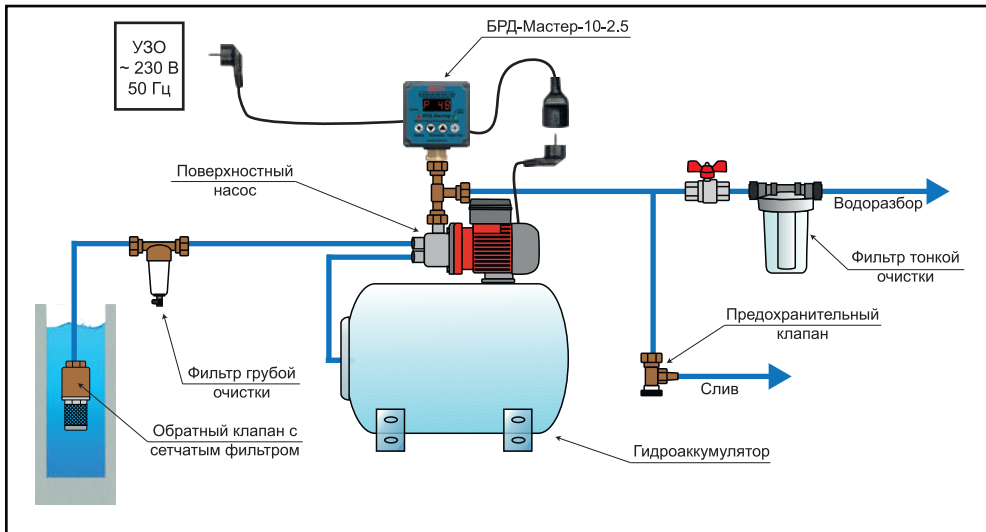 БРД-Мастер-10-2.5
УЗО
~ 230 В
50 Гц
P 48
Поверхностный
насос
Водоразбор
Фильтр тонкой
очистки
Предохранительный
клапан
Фильтр грубой
очистки
Слив
Обратный клапан с
сетчатым фильтром
Гидроаккумулятор